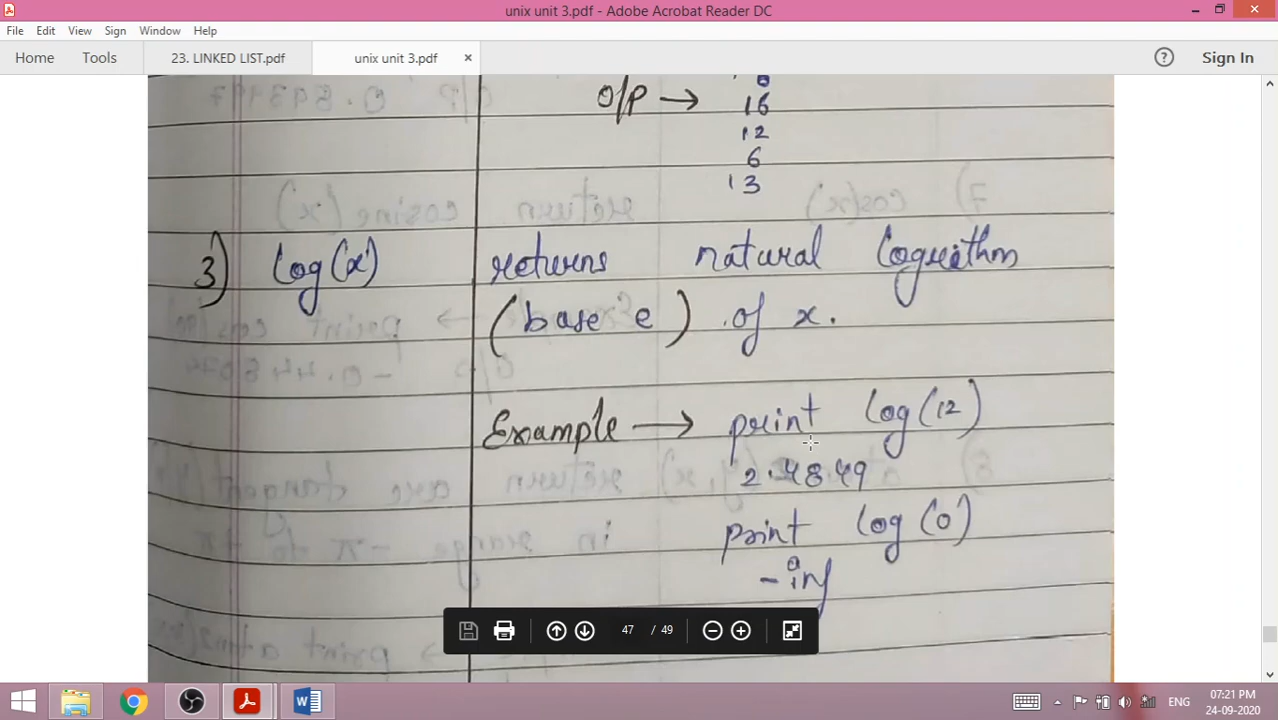 unix unit 3.pdf - Adobe Acrobat Reader DC
File Edit View Sign Window Help
Home Tools 23. LINKED LIST.pdf unix unit 3.pdf × Sign In
O/P → 8
16
12
6
13
3) log(x) returns natural logarithm
(base e) of x.
Example → print log(12)
2.4849
print log(0)
-inf
47 / 49
ENG 07:21 PM
24-09-2020